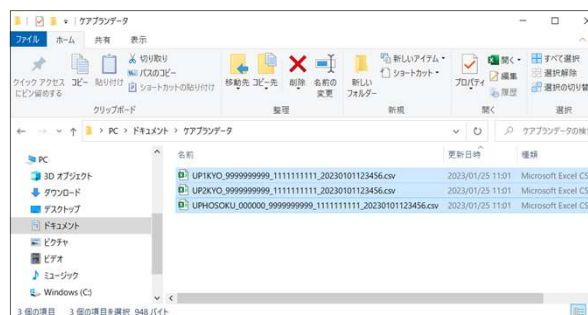 ケアプランデータ
ファイル ホーム 共有 表示
クイック アクセスにピン留めする
コピー
貼り付け
切り取り
パスのコピー
ショートカットの貼り付け
移動先
コピー先
削除
名前の変更
新しいフォルダー
新しいアイテム
ショートカット
プロパティ
開く
編集
履歴
すべて選択
選択解除
選択の切り替
クリップボード 整理 新規 開く 選択
PC > ドキュメント > ケアプランデータ
ケアプランデータの検
名前 更新日時 種類
UP1KYO_9999999999_1111111111_20230101123456.csv 2023/01/25 11:01 Microsoft Excel CS
UP2KYO_9999999999_1111111111_20230101123456.csv 2023/01/25 11:01 Microsoft Excel CS
UPHOSOKU_000000_9999999999_1111111111_20230101123456.csv 2023/01/25 11:01 Microsoft Excel CS
PC
3D オブジェクト
ダウンロード
デスクトップ
ドキュメント
ピクチャ
ビデオ
ミュージック
Windows (C:)
3 個の項目 3 個の項目を選択 948 バイト